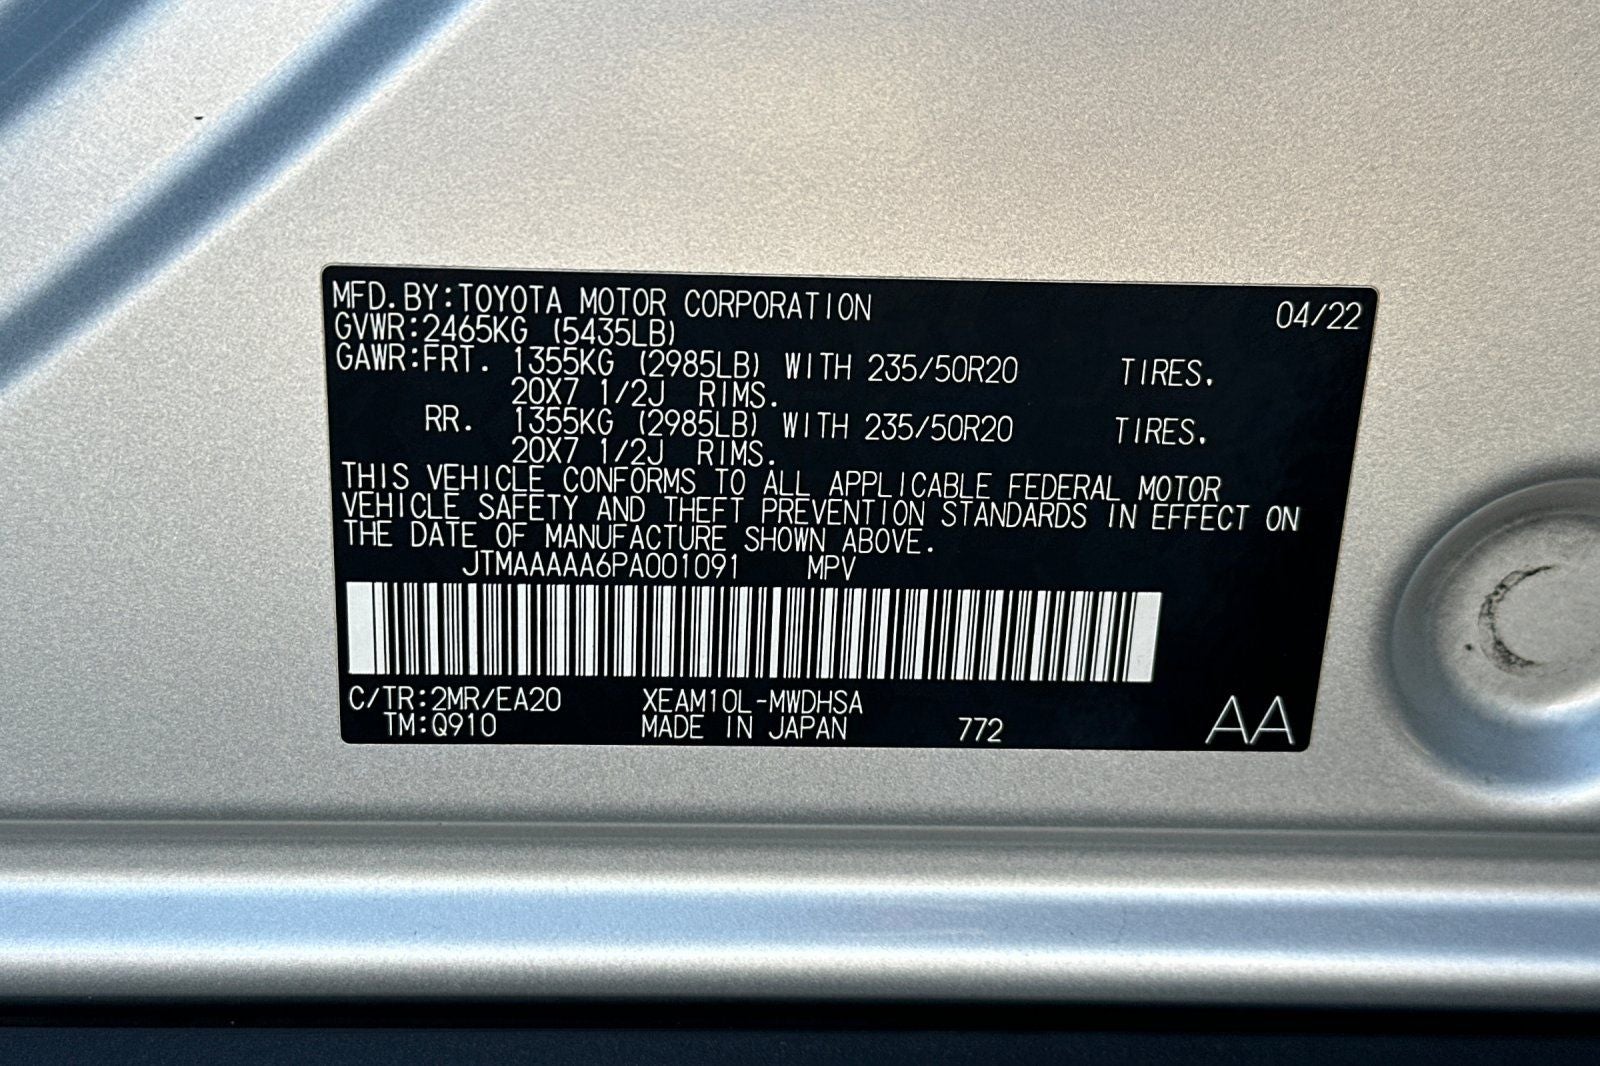 MFD.BY:TOYOTA MOTOR CORPORATION 04/22
GVWR:2465KG (5435LB)
GAWR:FRT. 1355KG (2985LB) WITH 235/50R20 TIRES.
20X7 1/2J RIMS.
RR. 1355KG (2985LB) WITH 235/50R20 TIRES.
20X7 1/2J RIMS.
THIS VEHICLE CONFORMS TO ALL APPLICABLE FEDERAL MOTOR
VEHICLE SAFETY AND THEFT PREVENTION STANDARDS IN EFFECT ON
THE DATE OF MANUFACTURE SHOWN ABOVE.
JTMAAAAA6PA001091 MPV
C/TR:2MR/EA20 XEAM10L-MWDHSA
TM:Q910 MADE IN JAPAN 772 AA